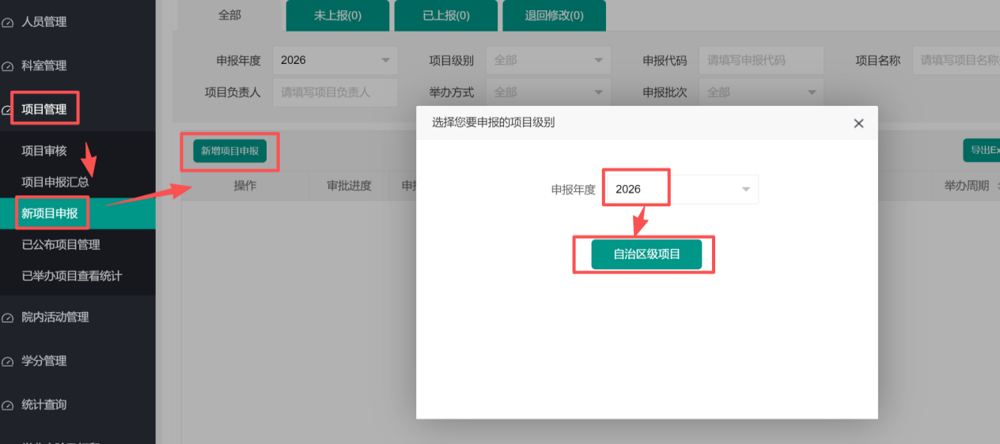 人员管理
科室管理
项目管理
项目审核
项目申报汇总
新项目申报
已公布项目管理
已举办项目查看统计
院内活动管理
学分管理
统计查询
全部
未上报(0)
已上报(0)
退回修改(0)
申报年度 2026
项目级别 全部
申报代码 请填写申报代码
项目名称 请填写项目名称
项目负责人 请填写项目负责人
举办方式 全部
申报批次 全部
新增项目申报
导出Ex
操作
审批进度
申报
举办周期
选择您要申报的项目级别
申报年度 2026
自治区级项目